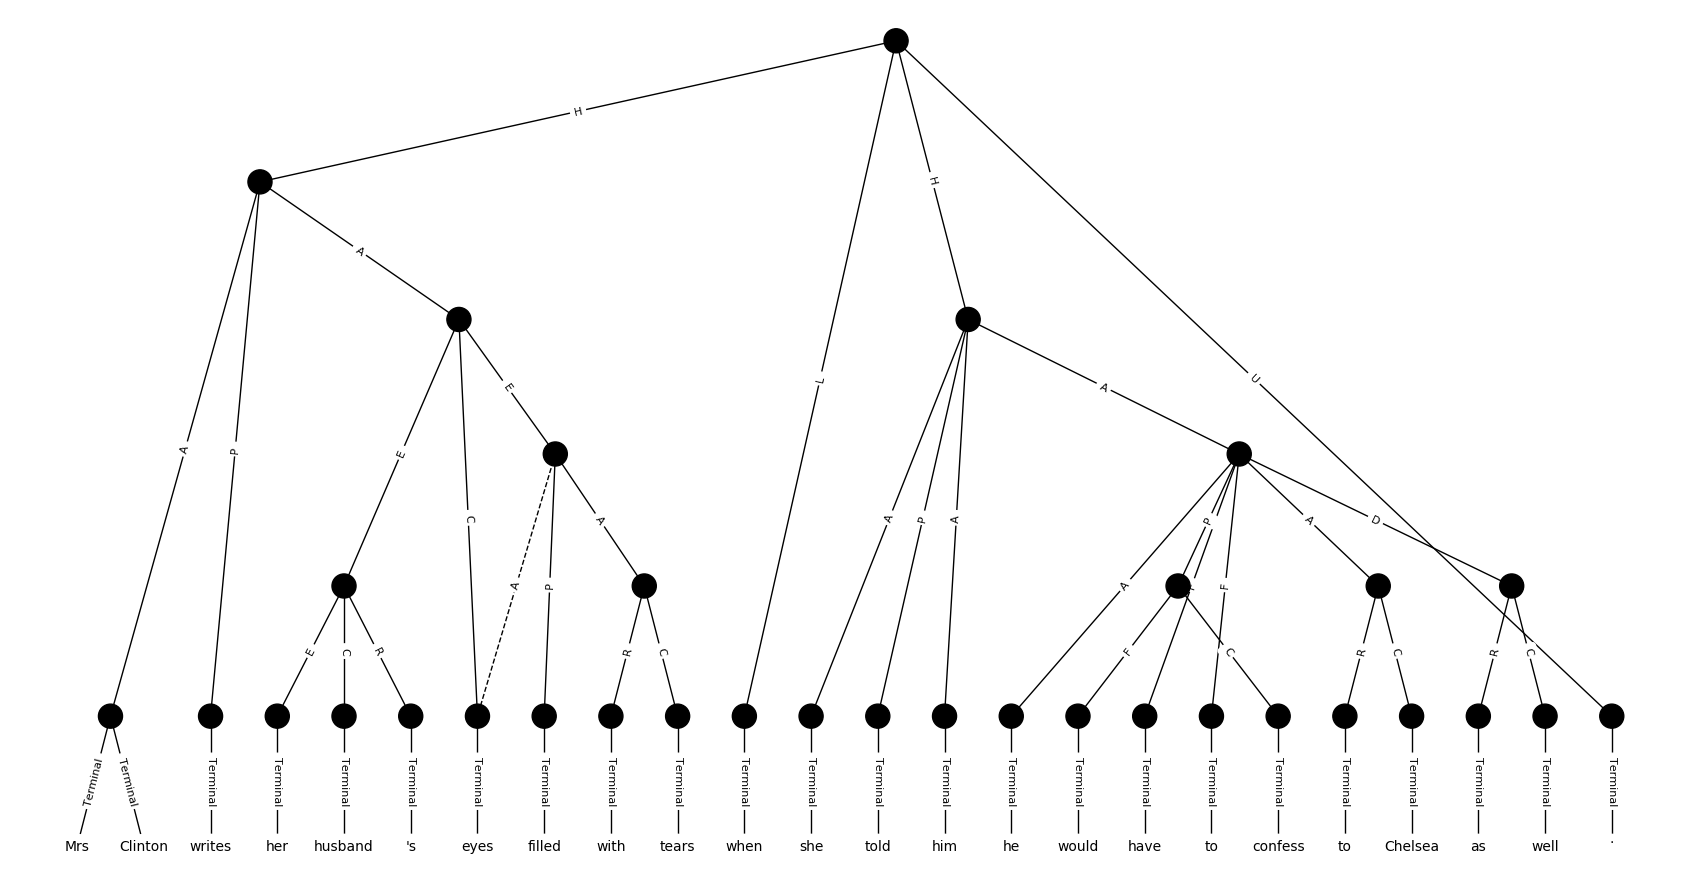 H
H
A
A
P
E
L
U
E
C
A
A
P
A
A
D
A
P
A
P
A
F
E
C
R
R
C
F
C
R
C
R
C
Terminal Terminal Terminal Terminal Terminal Terminal Terminal Terminal Terminal Terminal Terminal Terminal Terminal Terminal Terminal Terminal Terminal Terminal Terminal Terminal Terminal Terminal Terminal Terminal
Mrs Clinton writes her husband 's eyes filled with tears when she told him he would have to confess to Chelsea as well .